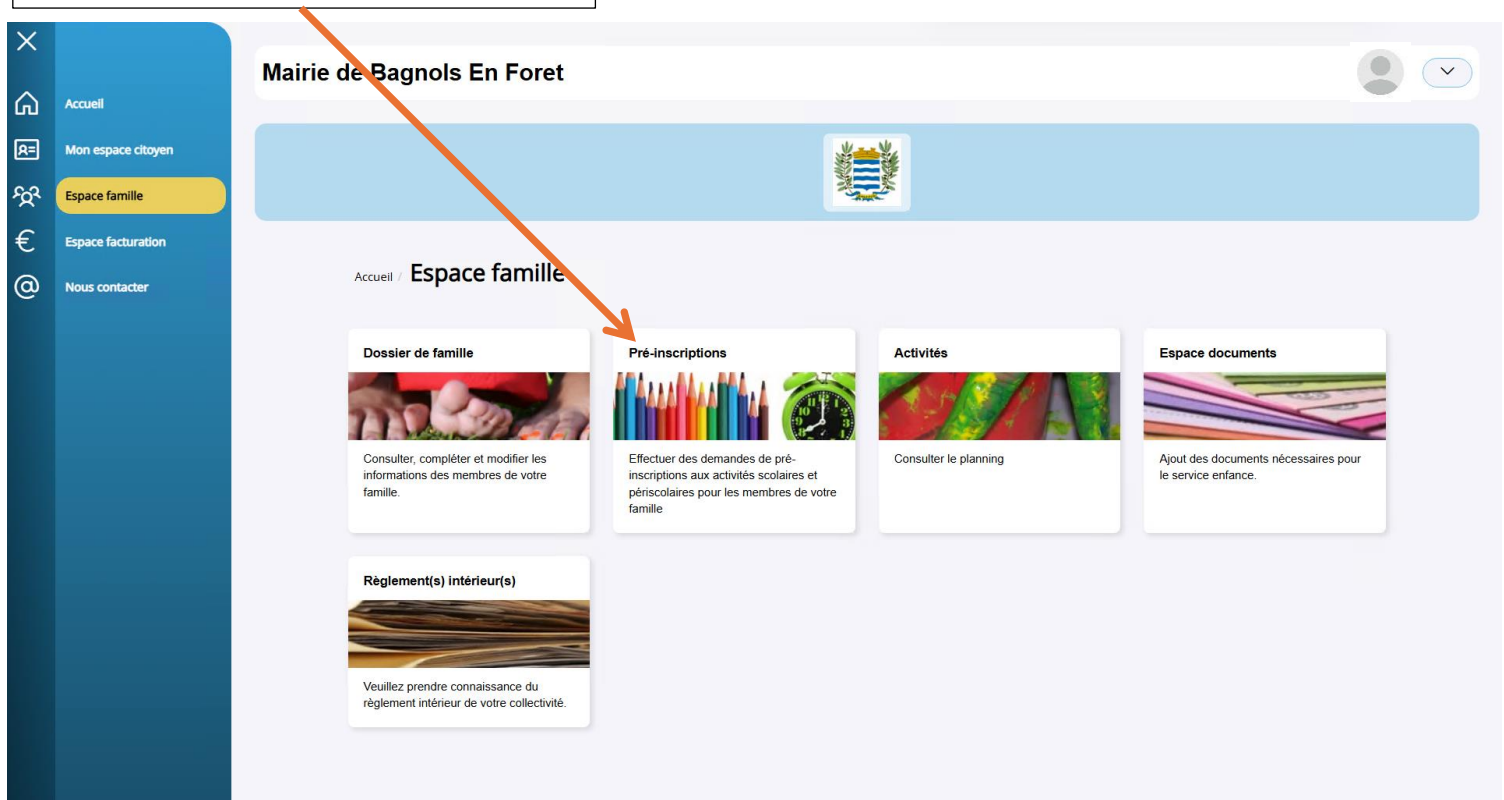 Mairie de Bagnols En Foret
Accueil
Mon espace citoyen
Espace famille
Espace facturation
Nous contacter
Accueil / Espace famille
Dossier de famille
Consulter, compléter et modifier les
informations des membres de votre
famille.
Pré-inscriptions
Effectuer des demandes de pré-
inscriptions aux activités scolaires et
périscolaires pour les membres de votre
famille
Activités
Consulter le planning
Espace documents
Ajout des documents nécessaires pour
le service enfance.
Règlement(s) intérieur(s)
Veuillez prendre connaissance du
règlement intérieur de votre collectivité.